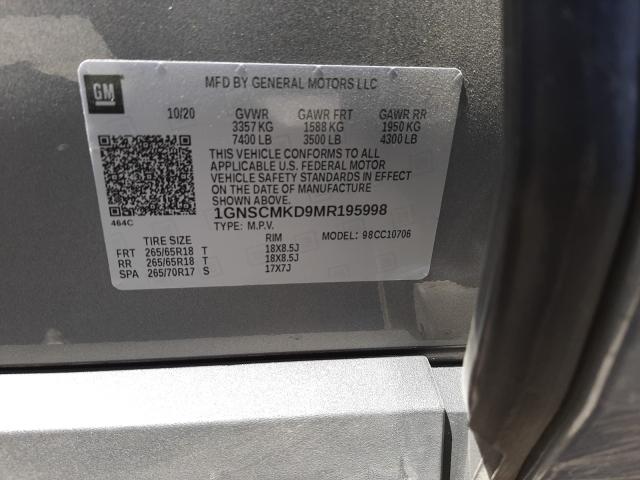 GM
MFD BY GENERAL MOTORS LLC
10/20 GVWR GAWR FRT GAWR RR
3357 KG 1588 KG 1950 KG
7400 LB 3500 LB 4300 LB
THIS VEHICLE CONFORMS TO ALL
APPLICABLE U.S. FEDERAL MOTOR
VEHICLE SAFETY STANDARDS IN EFFECT
ON THE DATE OF MANUFACTURE
SHOWN ABOVE.
1GNSCMKD9MR195998
464C
TYPE: M.P.V. MODEL: 98CC10706
TIRE SIZE RIM
FRT 265/65R18 T 18X8.5J
RR 265/65R18 T 18X8.5J
SPA 265/70R17 S 17X7J